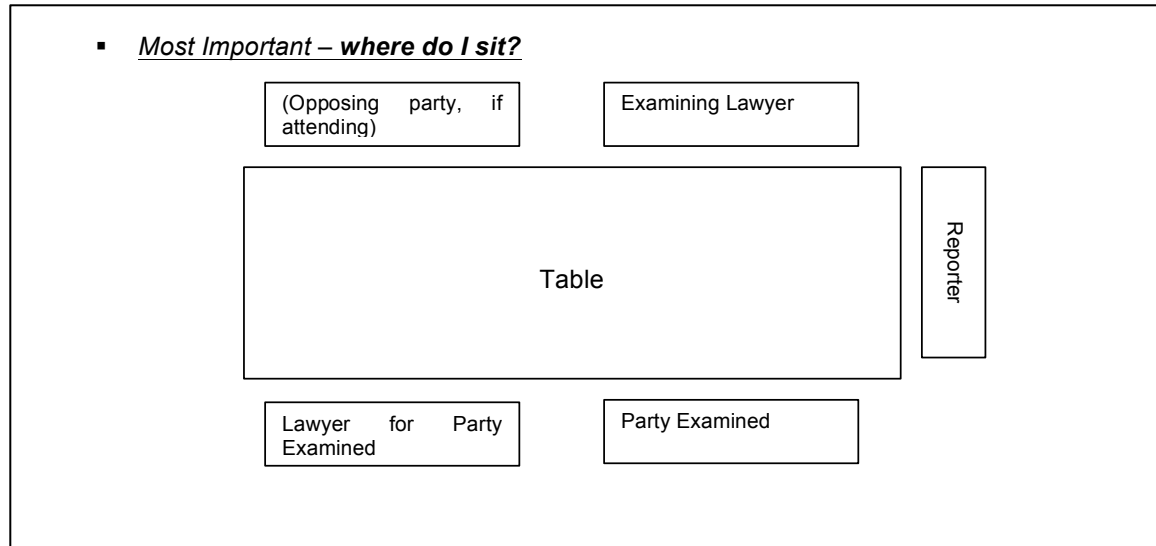 ▪ Most Important – where do I sit?
(Opposing party, if
attending)
Examining Lawyer
Table
Reporter
Lawyer for Party
Examined
Party Examined